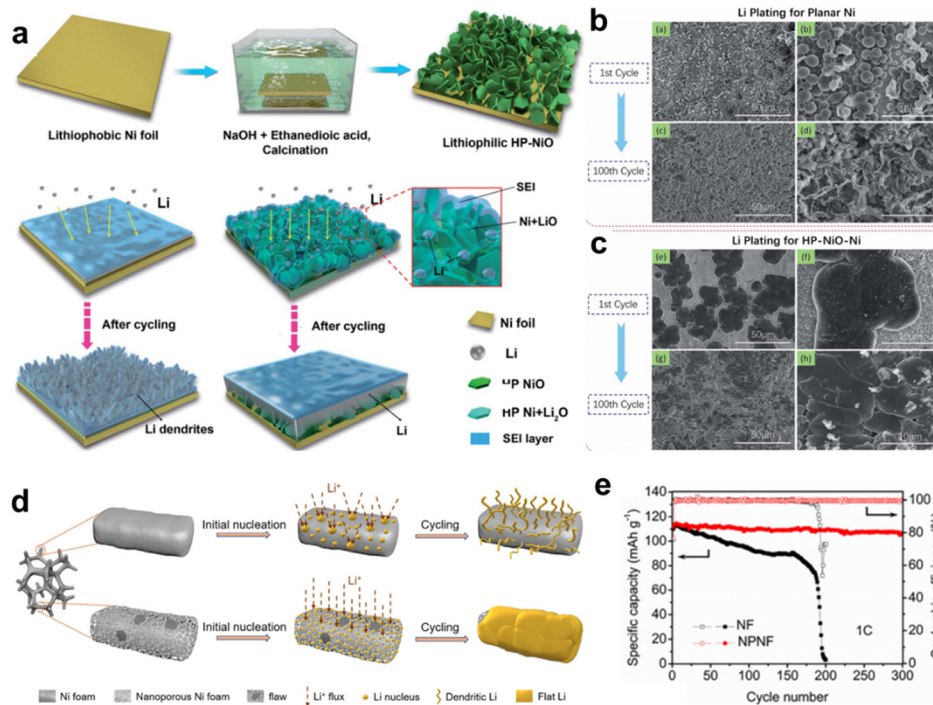 a
Lithiophobic Ni foil
NaOH + Ethanedioic acid,
Calcination
Lithiophilic HP-NiO
Li
Li
SEI
Ni+LiO
Li
After cycling
After cycling
Li dendrites
Li
Ni foil
Li
HP NiO
HP Ni+Li₂O
SEI layer
b
Li Plating for Planar Ni
1st Cycle
100th Cycle
(a)
50μm
(b)
10μm
(c)
50μm
(d)
10μm
c
Li Plating for HP-NiO-Ni
1st Cycle
100th Cycle
(e)
50μm
(f)
10μm
(g)
50μm
(h)
10μm
d
Initial nucleation
Li⁺
Cycling
Initial nucleation
Li⁺
Cycling
Ni foam
Nanoporous Ni foam
flaw
Li⁺ flux
Li nucleus
Dendritic Li
Flat Li
e
Specific capacity (mAh g⁻¹)
140
120
100
80
60
40
20
0
100
80
60
40
20
0
NF
NPNF
1C
0 50 100 150 200 250 300
Cycle number